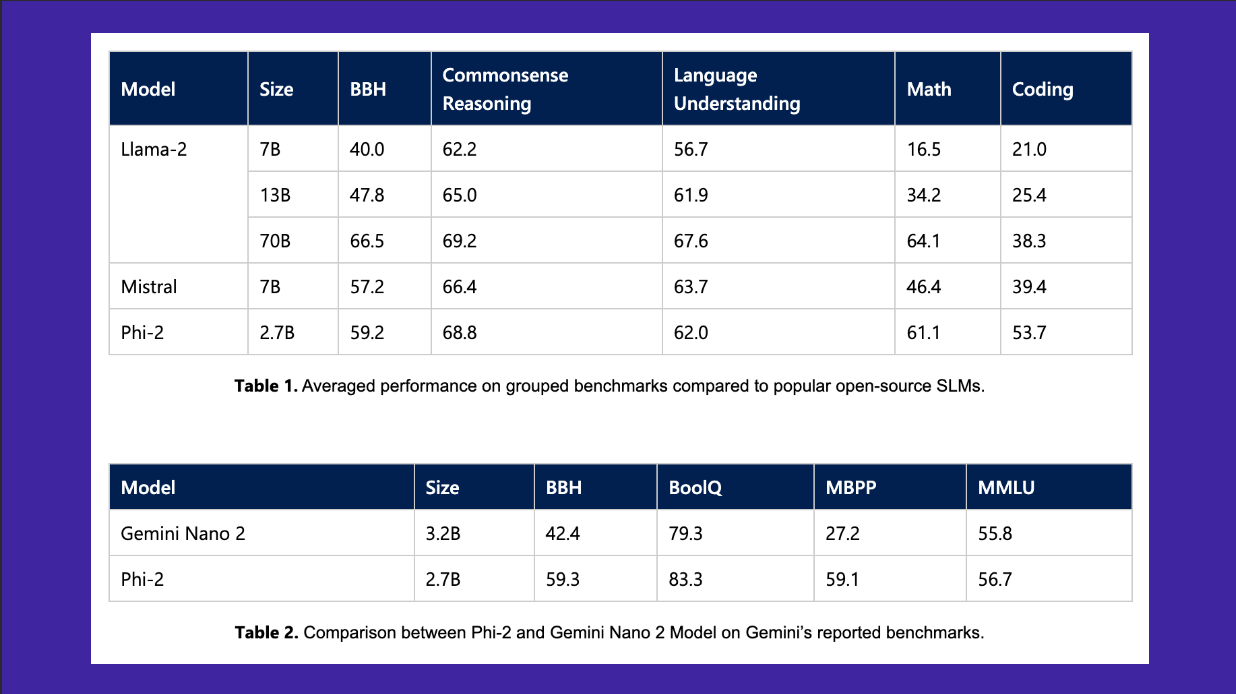 Model Size BBH Commonsense Reasoning Language Understanding Math Coding
Llama-2 7B 40.0 62.2 56.7 16.5 21.0
13B 47.8 65.0 61.9 34.2 25.4
70B 66.5 69.2 67.6 64.1 38.3
Mistral 7B 57.2 66.4 63.7 46.4 39.4
Phi-2 2.7B 59.2 68.8 62.0 61.1 53.7
Table 1. Averaged performance on grouped benchmarks compared to popular open-source SLMs.
Model Size BBH BoolQ MBPP MMLU
Gemini Nano 2 3.2B 42.4 79.3 27.2 55.8
Phi-2 2.7B 59.3 83.3 59.1 56.7
Table 2. Comparison between Phi-2 and Gemini Nano 2 Model on Gemini's reported benchmarks.